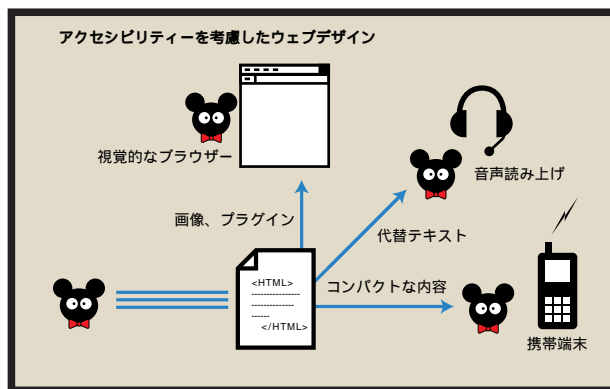 アクセシビリティーを考慮したウェブデザイン
視覚的なブラウザー
音声読み上げ
画像、プラグイン
代替テキスト
コンパクトな内容
<HTML>
----------------
--------------
------
</HTML>
携帯端末